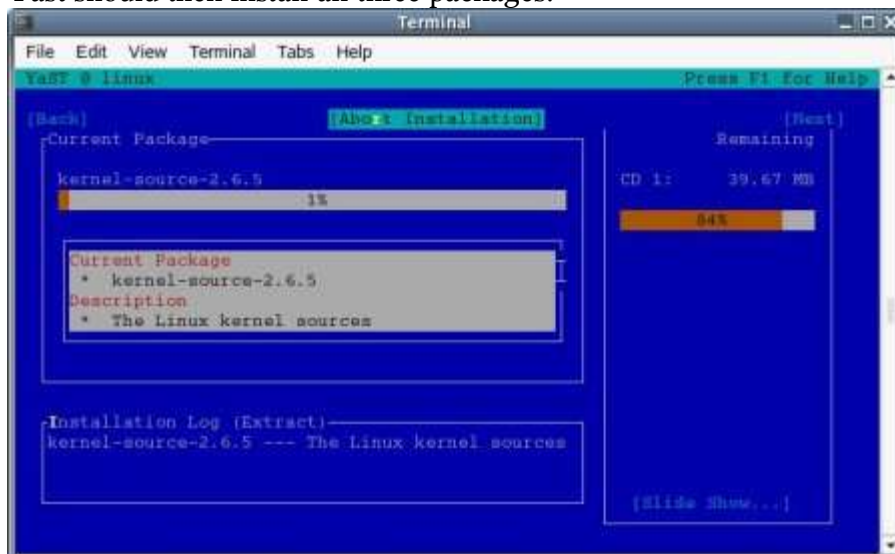 Yast should then install all three packages.
Terminal
File Edit View Terminal Tabs Help
YaST @ linux Press F1 for Help
[Back] [Abort Installation] [Next]
Current Package
kernel-source-2.6.5
1%
Current Package
* kernel-source-2.6.5
Description
* The Linux kernel sources
Remaining
CD 1: 39.67 MB
84%
Installation Log (Extract)
kernel-source-2.6.5 --- The Linux kernel sources
[Slide Show...]